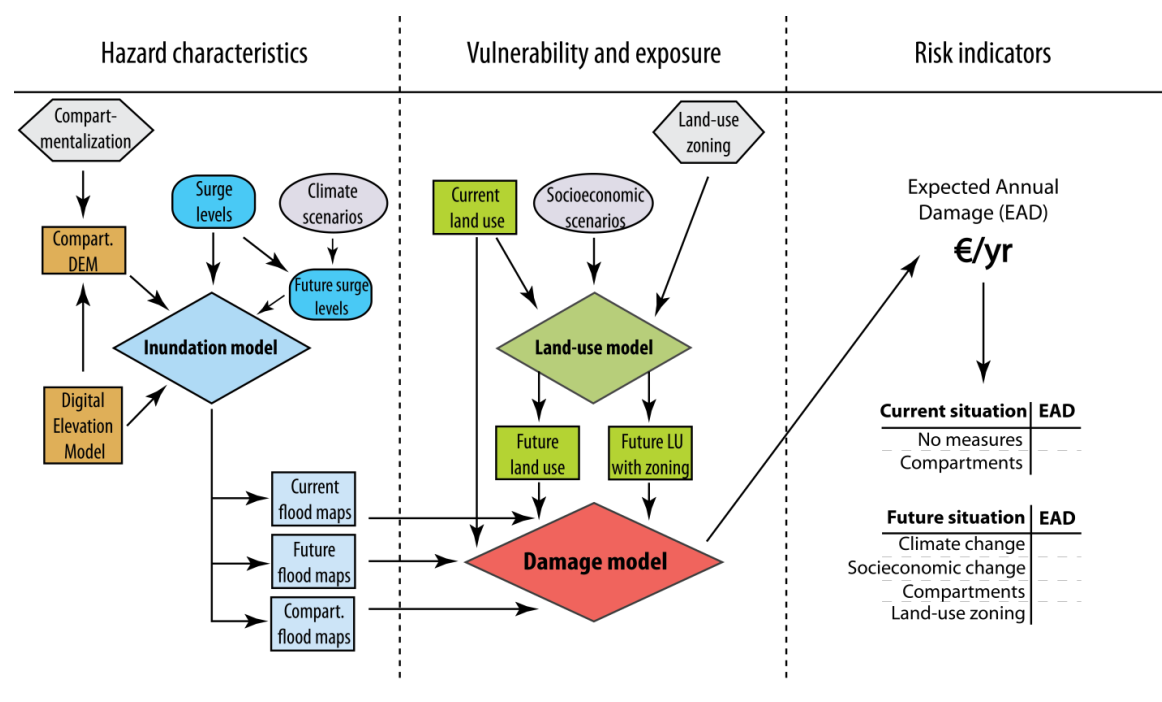 Hazard characteristics
Vulnerability and exposure
Risk indicators
Compart-
mentalization
Surge
levels
Climate
scenarios
Compart.
DEM
Future surge
levels
Inundation model
Digital
Elevation
Model
Current
flood maps
Future
flood maps
Compart.
flood maps
Land-use
zoning
Current
land use
Socioeconomic
scenarios
Land-use model
Future
land use
Future LU
with zoning
Damage model
Expected Annual
Damage (EAD)
€/yr
Current situation EAD
No measures
Compartments
Future situation EAD
Climate change
Socieconomic change
Compartments
Land-use zoning